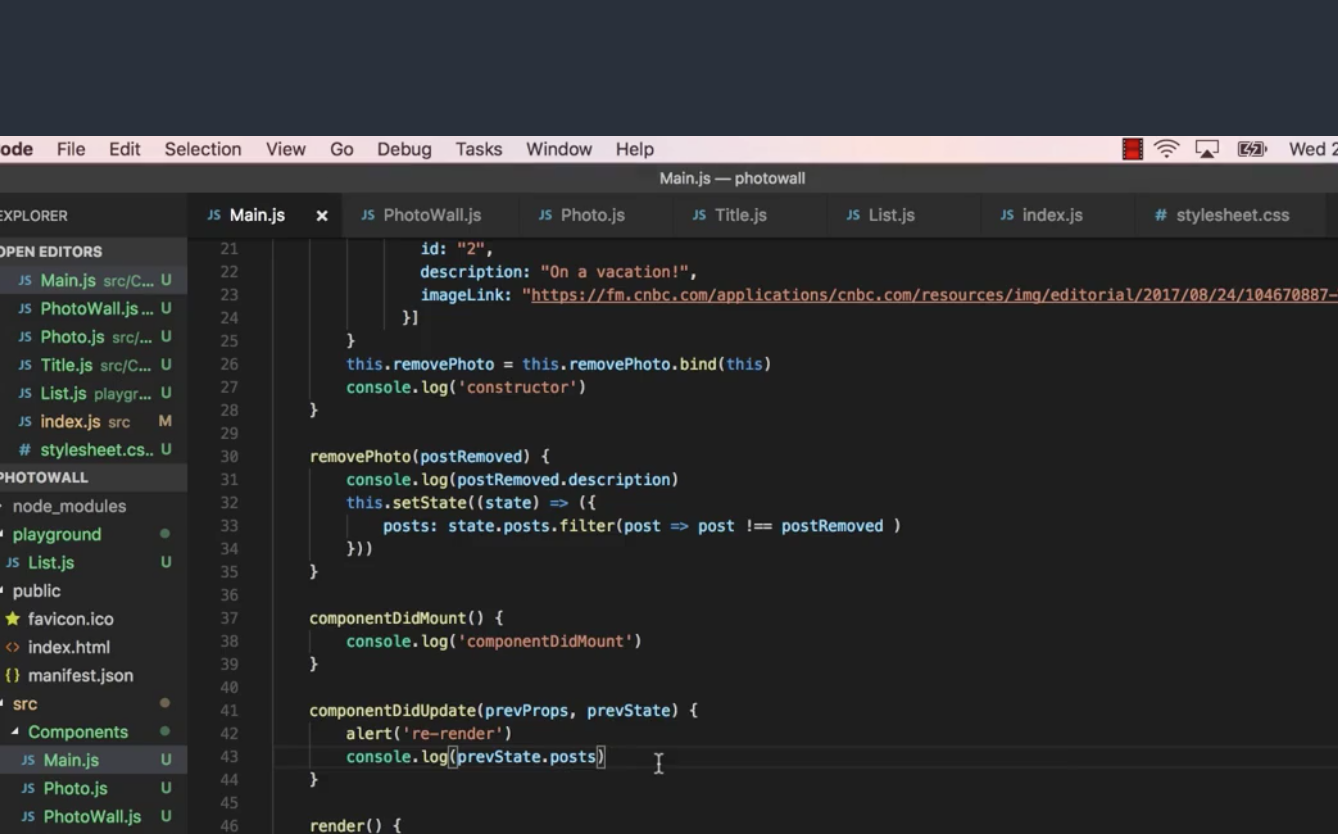 ode File Edit Selection View Go Debug Tasks Window Help Wed 2
Main.js — photowall
EXPLORER
JS Main.js × JS PhotoWall.js JS Photo.js JS Title.js JS List.js JS index.js # stylesheet.css
OPEN EDITORS
JS Main.js src/C... U
JS PhotoWall.js ... U
JS Photo.js src/... U
JS Title.js src/C... U
JS List.js playgr... U
JS index.js src M
# stylesheet.cs.. U
PHOTOWALL
node_modules
playground
JS List.js U
public
favicon.ico
<> index.html
{} manifest.json
src
Components
JS Main.js U
JS Photo.js U
JS PhotoWall.js U
21 id: "2",
22 description: "On a vacation!",
23 imageLink: "https://fm.cnbc.com/applications/cnbc.com/resources/img/editorial/2017/08/24/104670887-
24 }]
25 }
26 this.removePhoto = this.removePhoto.bind(this)
27 console.log('constructor')
28 }
29
30 removePhoto(postRemoved) {
31 console.log(postRemoved.description)
32 this.setState((state) => ({
33 posts: state.posts.filter(post => post !== postRemoved )
34 }))
35 }
36
37 componentDidMount() {
38 console.log('componentDidMount')
39 }
40
41 componentDidUpdate(prevProps, prevState) {
42 alert('re-render')
43 console.log(prevState.posts)
44 }
45
46 render() {